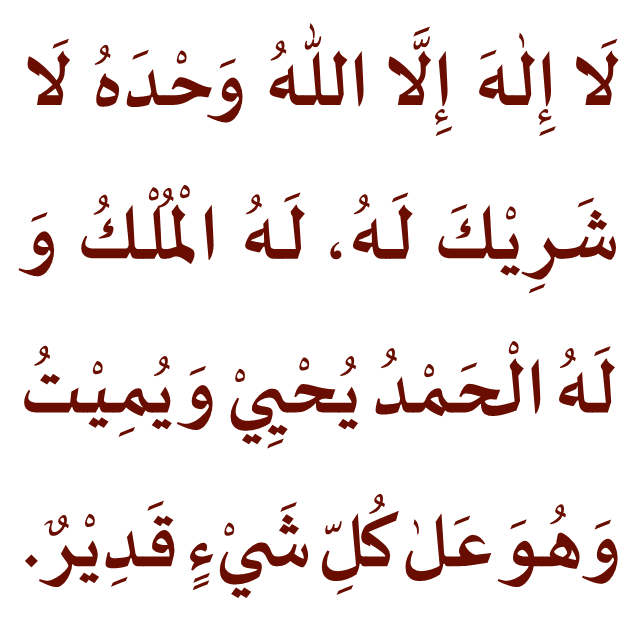 لَا إِلٰهَ إِلَّا اللّٰهُ وَحْدَهُ لَا
شَرِيْكَ لَهُ، لَهُ الْمُلْكُ وَ
لَهُ الْحَمْدُ يُحْيِيْ وَيُمِيْتُ
وَهُوَ عَلٰ كُلِّ شَيْءٍ قَدِيْرٌ.